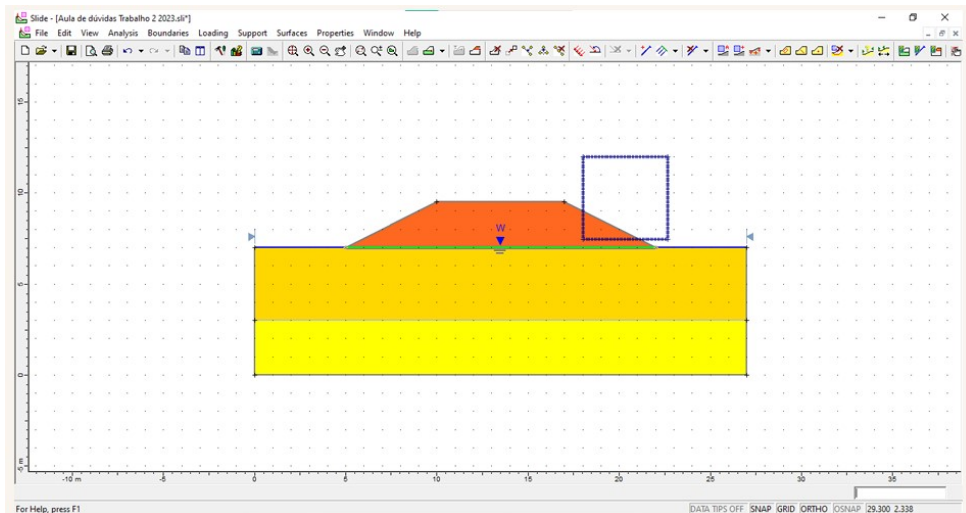 Slide - [Aula de dúvidas Trabalho 2 2023.sli*]
File Edit View Analysis Boundaries Loading Support Surfaces Properties Window Help
15
10
5
0
-5 m
W
-10 m -5 0 5 10 15 20 25 30 35
For Help, press F1
DATA TIPS OFF SNAP GRID ORTHO OSNAP 29.300 2.338